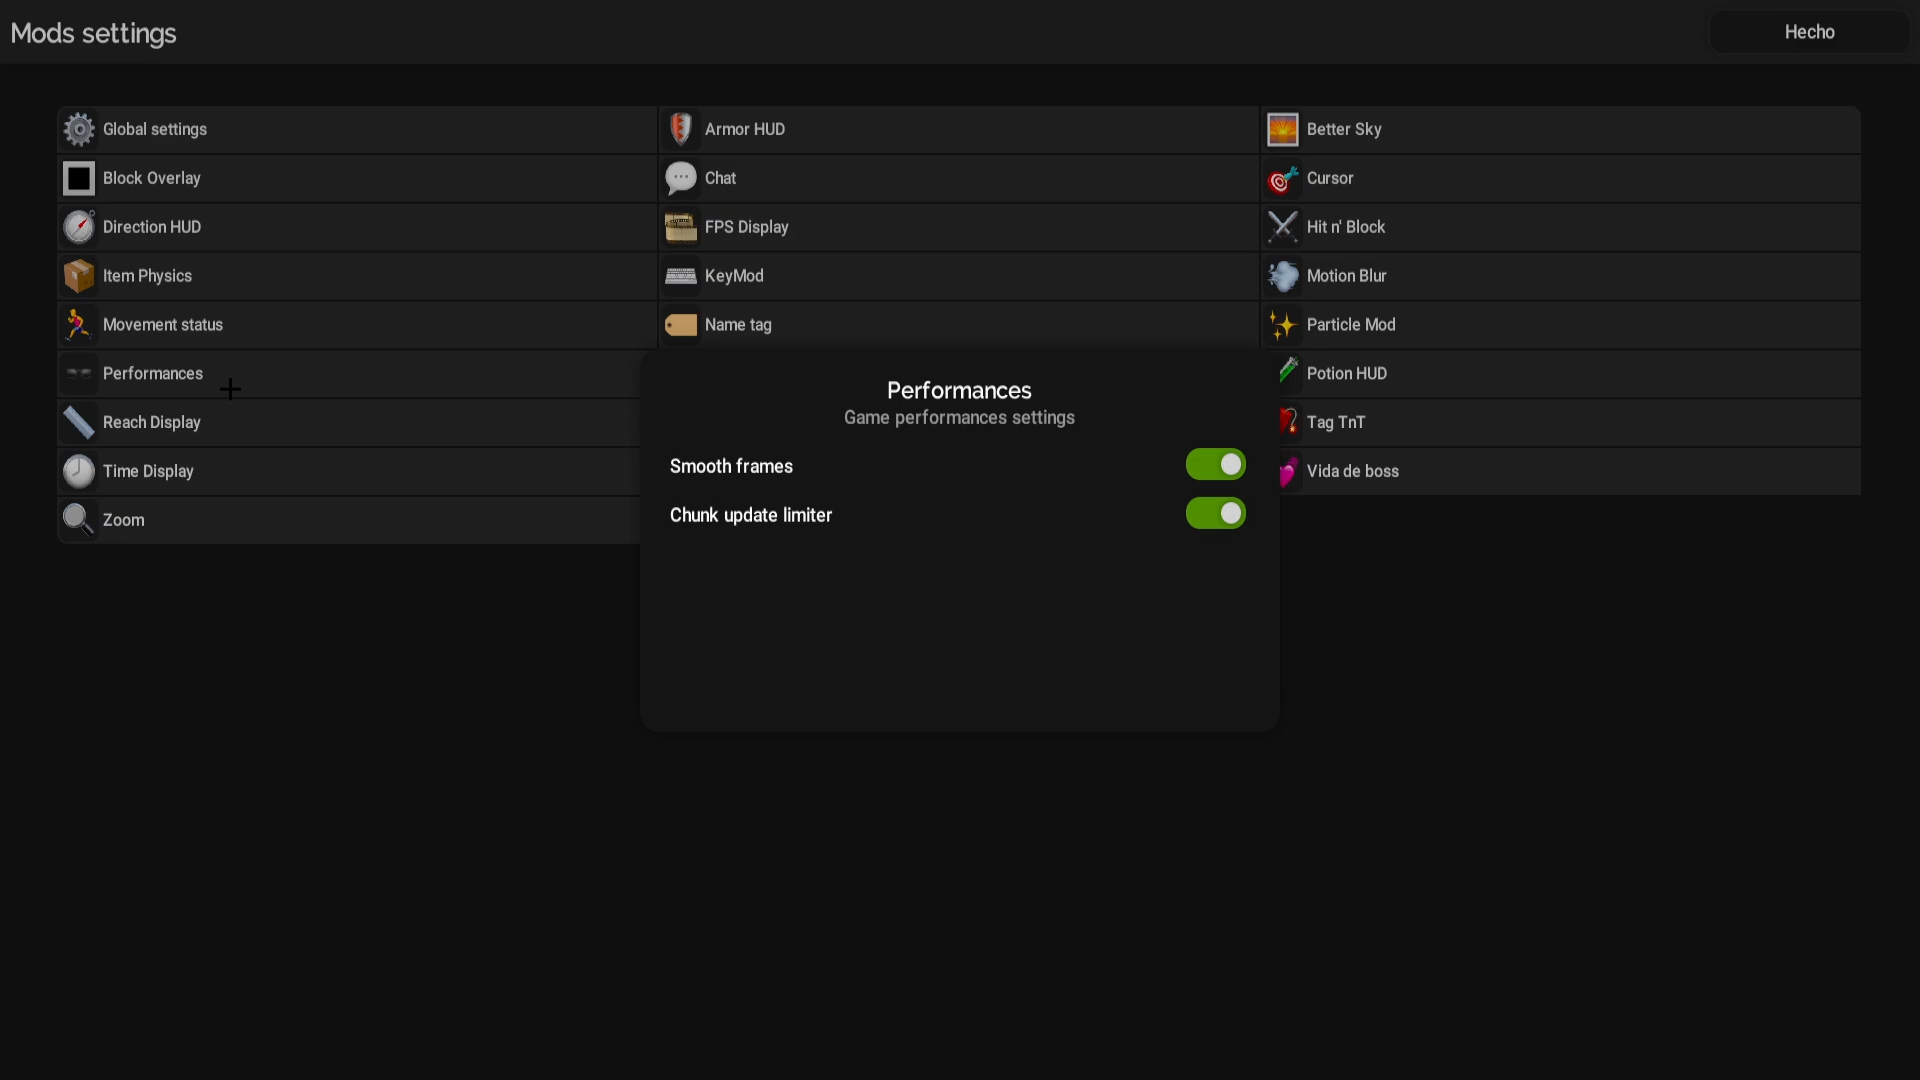 Mods settings
Hecho
Global settings
Armor HUD
Better Sky
Block Overlay
Chat
Cursor
Direction HUD
FPS Display
Hit n' Block
Item Physics
KeyMod
Motion Blur
Movement status
Name tag
Particle Mod
Performances
Potion HUD
Reach Display
Tag TnT
Time Display
Vida de boss
Zoom
Performances
Game performances settings
Smooth frames
Chunk update limiter